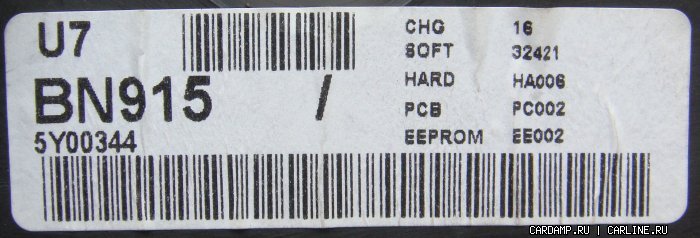 U7
BN915 /
5Y00344
CHG 16
SOFT 32421
HARD HA006
PCB PC002
EEPROM EE002
CARDAMP.RU | CARLINE.RU